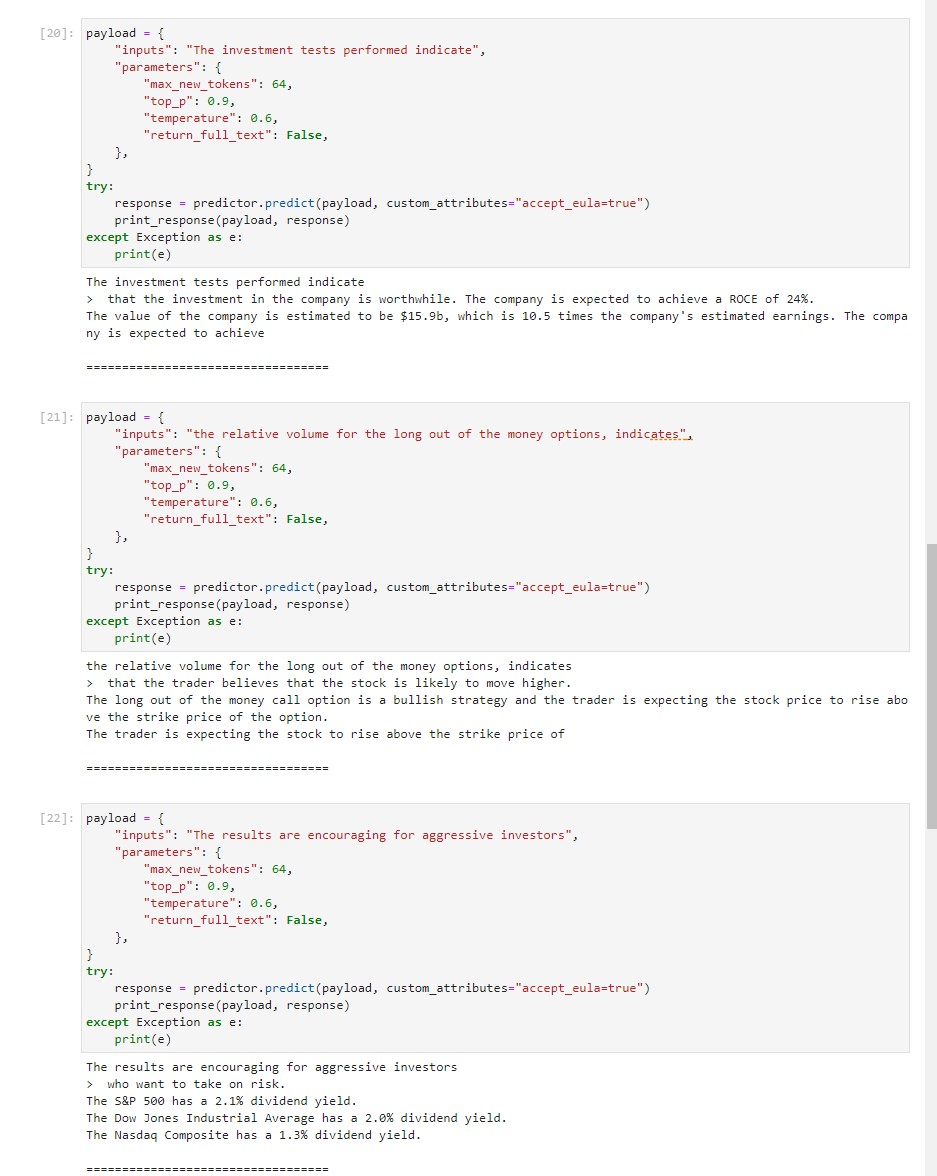 [20]: payload = {
"inputs": "The investment tests performed indicate",
"parameters": {
"max_new_tokens": 64,
"top_p": 0.9,
"temperature": 0.6,
"return_full_text": False,
},
}
try:
response = predictor.predict(payload, custom_attributes="accept_eula=true")
print_response(payload, response)
except Exception as e:
print(e)
The investment tests performed indicate
> that the investment in the company is worthwhile. The company is expected to achieve a ROCE of 24%.
The value of the company is estimated to be $15.9b, which is 10.5 times the company's estimated earnings. The compa
ny is expected to achieve
==================================
[21]: payload = {
"inputs": "the relative volume for the long out of the money options, indicates",
"parameters": {
"max_new_tokens": 64,
"top_p": 0.9,
"temperature": 0.6,
"return_full_text": False,
},
}
try:
response = predictor.predict(payload, custom_attributes="accept_eula=true")
print_response(payload, response)
except Exception as e:
print(e)
the relative volume for the long out of the money options, indicates
> that the trader believes that the stock is likely to move higher.
The long out of the money call option is a bullish strategy and the trader is expecting the stock price to rise abo
ve the strike price of the option.
The trader is expecting the stock to rise above the strike price of
==================================
[22]: payload = {
"inputs": "The results are encouraging for aggressive investors",
"parameters": {
"max_new_tokens": 64,
"top_p": 0.9,
"temperature": 0.6,
"return_full_text": False,
},
}
try:
response = predictor.predict(payload, custom_attributes="accept_eula=true")
print_response(payload, response)
except Exception as e:
print(e)
The results are encouraging for aggressive investors
> who want to take on risk.
The S&P 500 has a 2.1% dividend yield.
The Dow Jones Industrial Average has a 2.0% dividend yield.
The Nasdaq Composite has a 1.3% dividend yield.
==================================